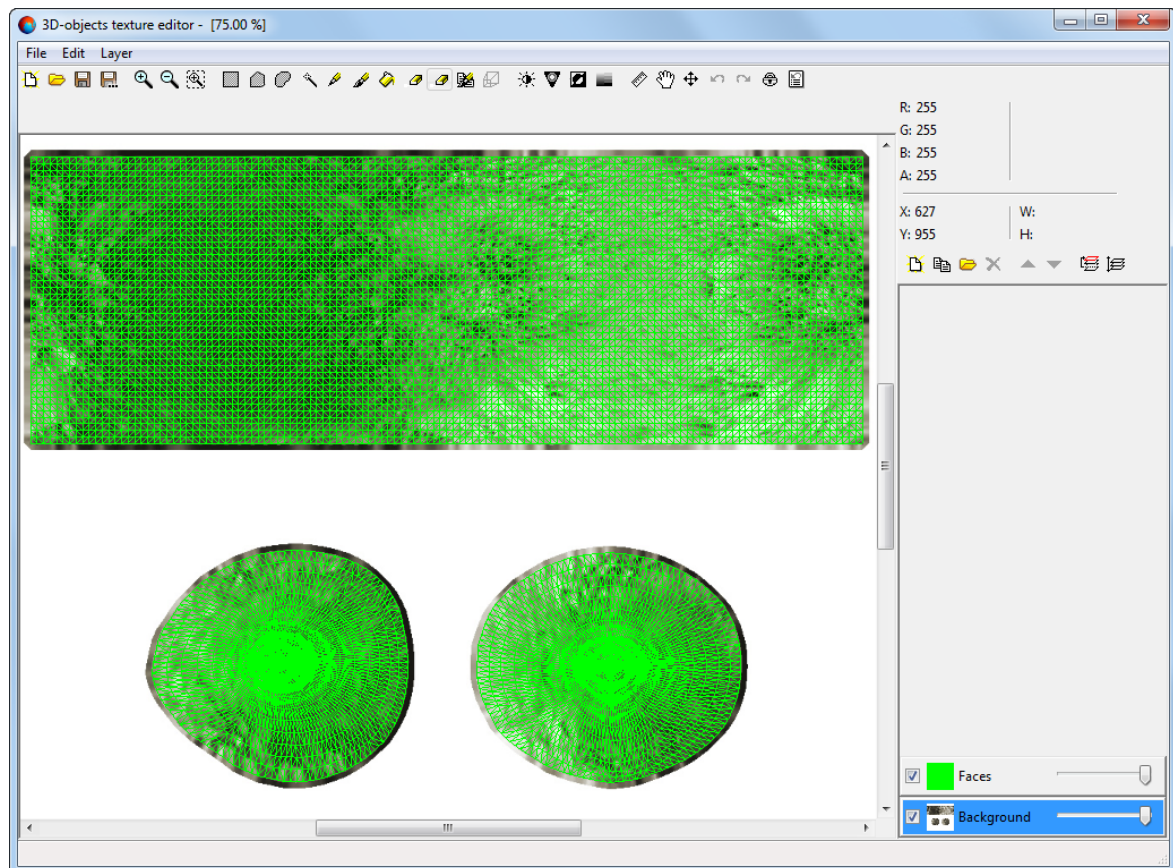 3D-objects texture editor - [75.00 %]
File Edit Layer
R: 255
G: 255
B: 255
A: 255
X: 627 W:
Y: 955 H:
Faces
Background